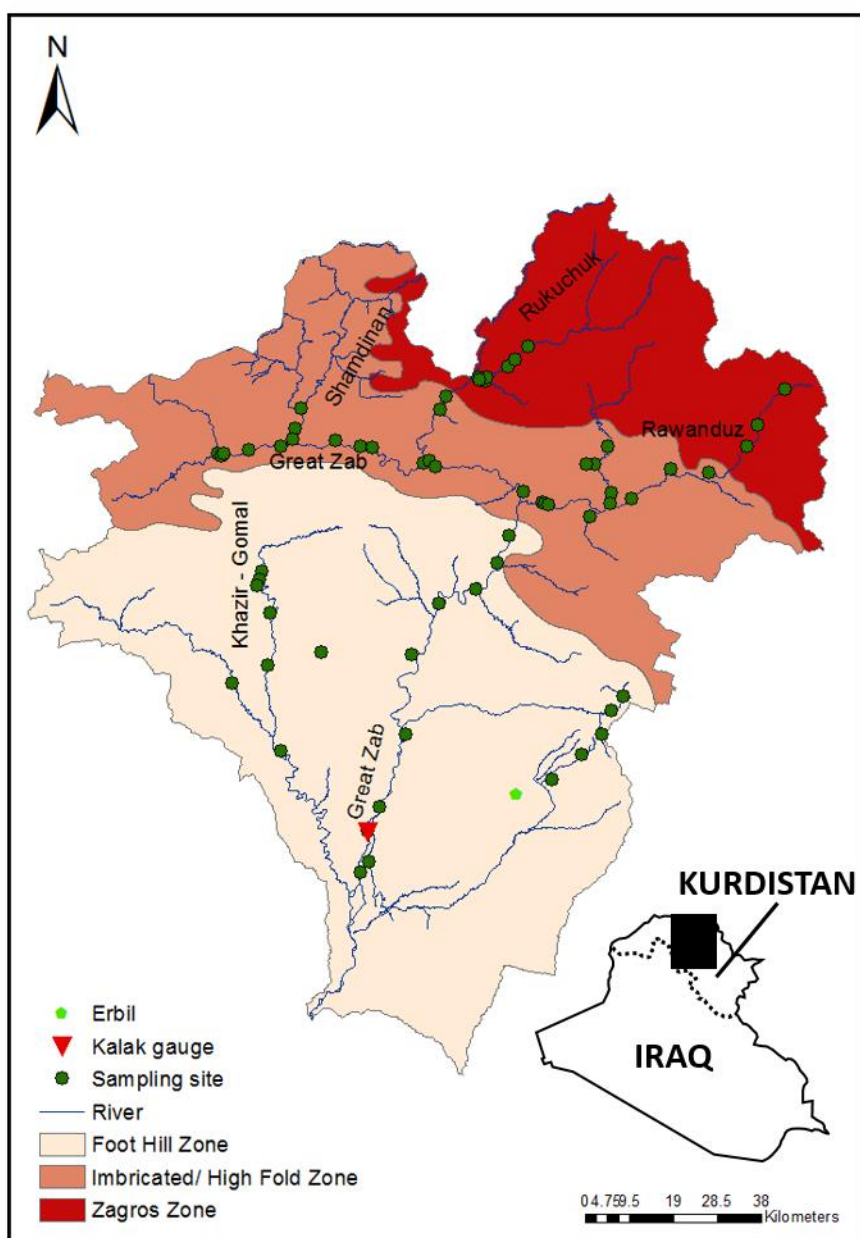 N
Rukuchuk
Shamdinan
Rawanduz
Great Zab
Khazir - Gomal
Great Zab
KURDISTAN
IRAQ
Erbil
Kalak gauge
Sampling site
River
Foot Hill Zone
Imbricated/ High Fold Zone
Zagros Zone
0 4.75 9.5 19 28.5 38
Kilometers